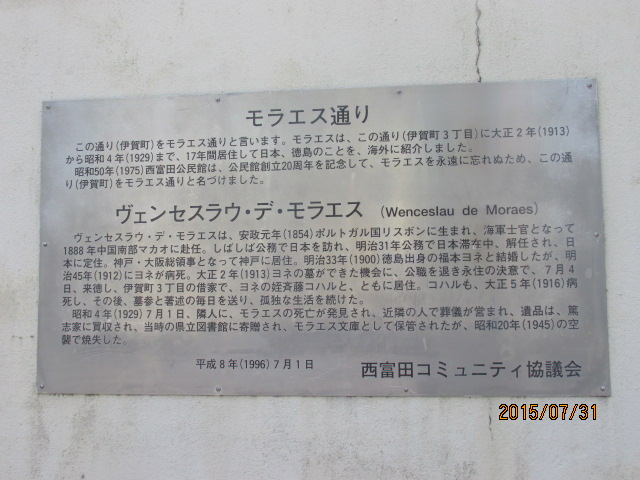 モラエス通り
この通り(伊賀町)をモラエス通りと言います。モラエスは、この通り(伊賀町3丁目)に大正2年(1913)
から昭和4年(1929)まで、17年間居住して日本、徳島のことを、海外に紹介しました。
昭和50年(1975)西富田公民館は、公民館創立20周年を記念して、モラエスを永遠に忘れぬため、この通
り(伊賀町)をモラエス通りと名づけました。
ヴェンセスラウ・デ・モラエス (Wenceslau de Moraes)
ヴェンセスラウ・デ・モラエスは、安政元年(1854)ポルトガル国リスボンに生まれ、海軍士官となって
1888年中国南部マカオに赴任。しばしば公務で日本を訪れ、明治31年公務で日本滞在中、解任され、日
本に定住。神戸・大阪総領事となって神戸に居住。明治33年(1900)徳島出身の福本ヨネと結婚したが、明
治45年(1912)にヨネが病死。大正2年(1913)ヨネの墓ができた機会に、公職を退き永住の決意で、7月4
日、来徳し、伊賀町3丁目の借家で、ヨネの姪斉藤コハルと、ともに居住。コハルも、大正5年(1916)病
死し、その後、墓参と著述の毎日を送り、孤独な生活を続けた。
昭和4年(1929)7月1日、隣人に、モラエスの死亡が発見され、近隣の人で葬儀が営まれ、遺品は、篤
志家に買収され、当時の県立図書館に寄贈され、モラエス文庫として保管されたが、昭和20年(1945)の空
襲で焼失した。
平成8年(1996)7月1日
西富田コミュニティ協議会
2015/07/31